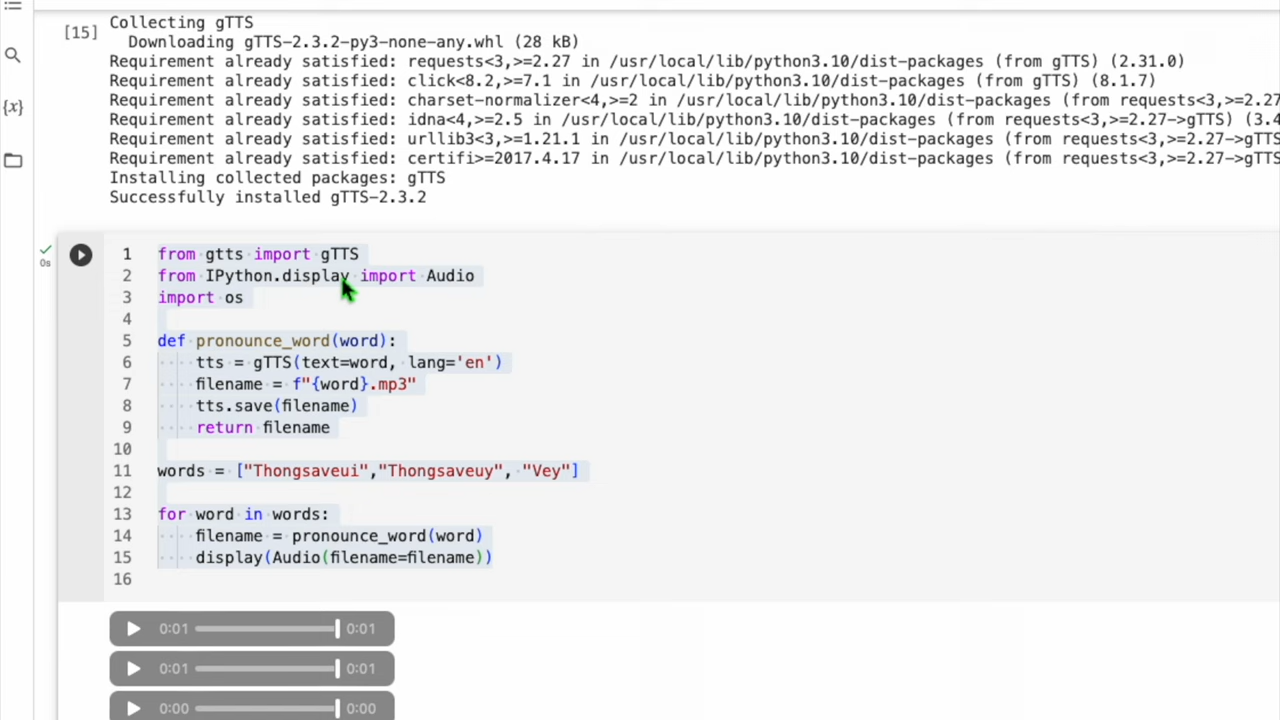 Collecting gTTS
[15]
Downloading gTTS-2.3.2-py3-none-any.whl (28 kB)
Requirement already satisfied: requests<3,>=2.27 in /usr/local/lib/python3.10/dist-packages (from gTTS) (2.31.0)
Requirement already satisfied: click<8.2,>=7.1 in /usr/local/lib/python3.10/dist-packages (from gTTS) (8.1.7)
Requirement already satisfied: charset-normalizer<4,>=2 in /usr/local/lib/python3.10/dist-packages (from requests<3,>=2.27
Requirement already satisfied: idna<4,>=2.5 in /usr/local/lib/python3.10/dist-packages (from requests<3,>=2.27->gTTS) (3.4
Requirement already satisfied: urllib3<3,>=1.21.1 in /usr/local/lib/python3.10/dist-packages (from requests<3,>=2.27->gTTS
Requirement already satisfied: certifi>=2017.4.17 in /usr/local/lib/python3.10/dist-packages (from requests<3,>=2.27->gTTS
Installing collected packages: gTTS
Successfully installed gTTS-2.3.2
{x}
0s
1 from gtts import gTTS
2 from IPython.display import Audio
3 import os
4
5 def pronounce_word(word):
6 tts = gTTS(text=word, lang='en')
7 filename = f"{word}.mp3"
8 tts.save(filename)
9 return filename
10
11 words = ["Thongsaveui","Thongsaveuy", "Vey"]
12
13 for word in words:
14 filename = pronounce_word(word)
15 display(Audio(filename=filename))
16
0:01 0:01
0:01 0:01
0:00 0:00